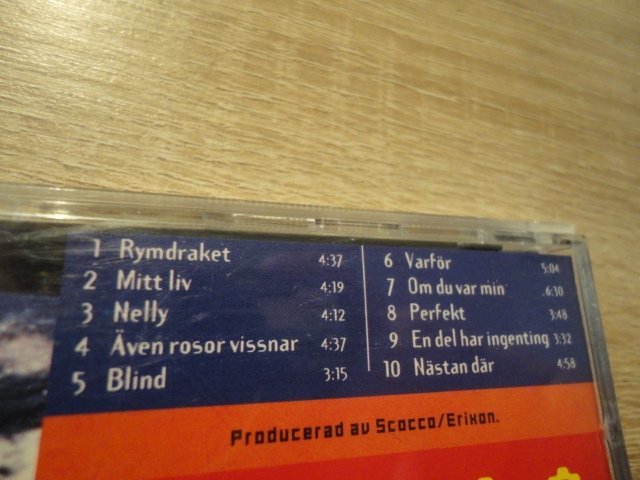 1 Rymdraket 4:37
2 Mitt liv 4:19
3 Nelly 4:12
4 Även rosor vissnar 4:37
5 Blind 3:15
6 Varför 5:04
7 Om du var min 6:30
8 Perfekt 3:48
9 En del har ingenting 3:32
10 Nästan där 4:58
Producerad av Scocco/Erixon.